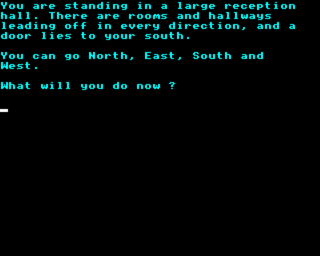 You are standing in a large reception
hall. There are rooms and hallways
leading off in every direction, and a
door lies to your south.
You can go North, East, South and
West.
What will you do now ?